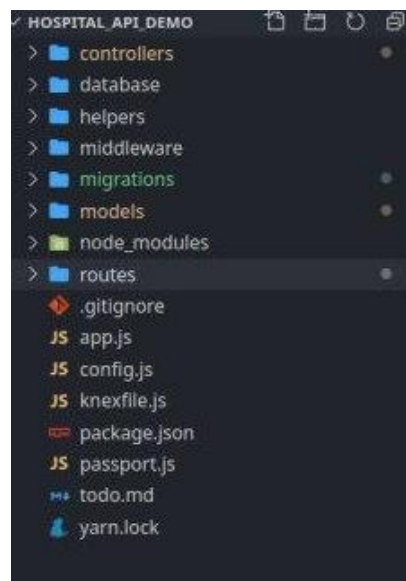 HOSPITAL_API_DEMO
controllers
database
helpers
middleware
migrations
models
node_modules
routes
.gitignore
JS app.js
JS config.js
JS knexfile.js
package.json
JS passport.js
todo.md
yarn.lock